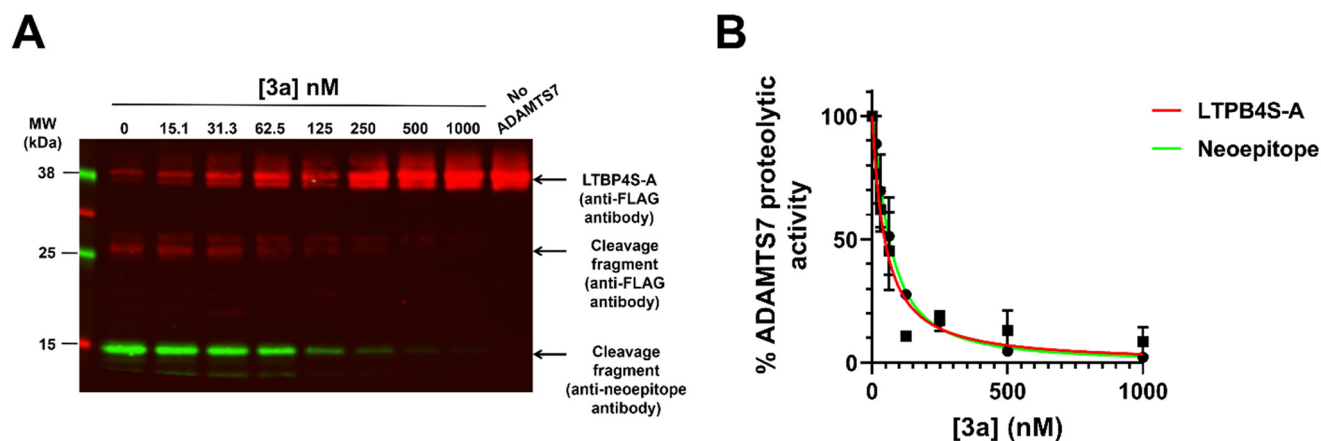 A
[3a] nM
MW
(kDa)
0 15.1 31.3 62.5 125 250 500 1000 No ADAMTS7
38
25
15
LTBP4S-A
(anti-FLAG
antibody)
Cleavage
fragment
(anti-FLAG
antibody)
Cleavage
fragment
(anti-neoepitope
antibody)
B
% ADAMTS7 proteolytic
activity
100
50
0
0 500 1000
[3a] (nM)
LTPB4S-A
Neoepitope